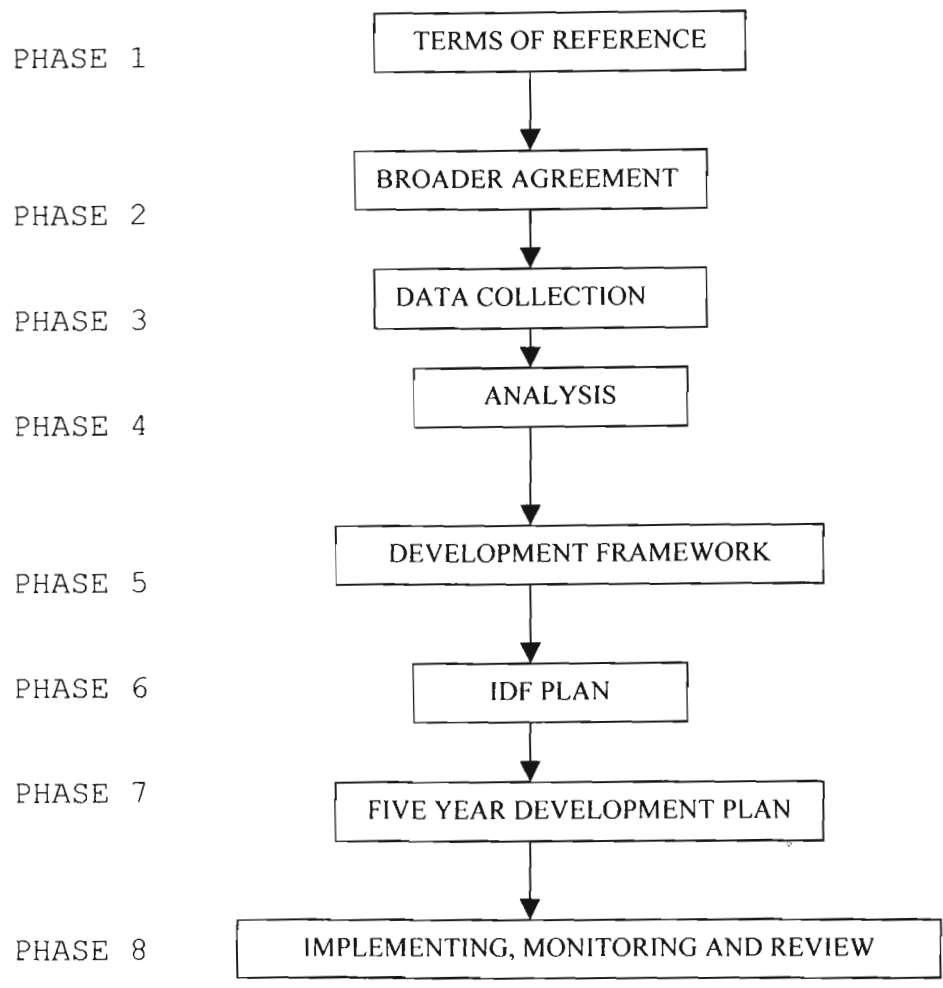 PHASE 1
TERMS OF REFERENCE
PHASE 2
BROADER AGREEMENT
PHASE 3
DATA COLLECTION
PHASE 4
ANALYSIS
PHASE 5
DEVELOPMENT FRAMEWORK
PHASE 6
IDF PLAN
PHASE 7
FIVE YEAR DEVELOPMENT PLAN
PHASE 8
IMPLEMENTING, MONITORING AND REVIEW